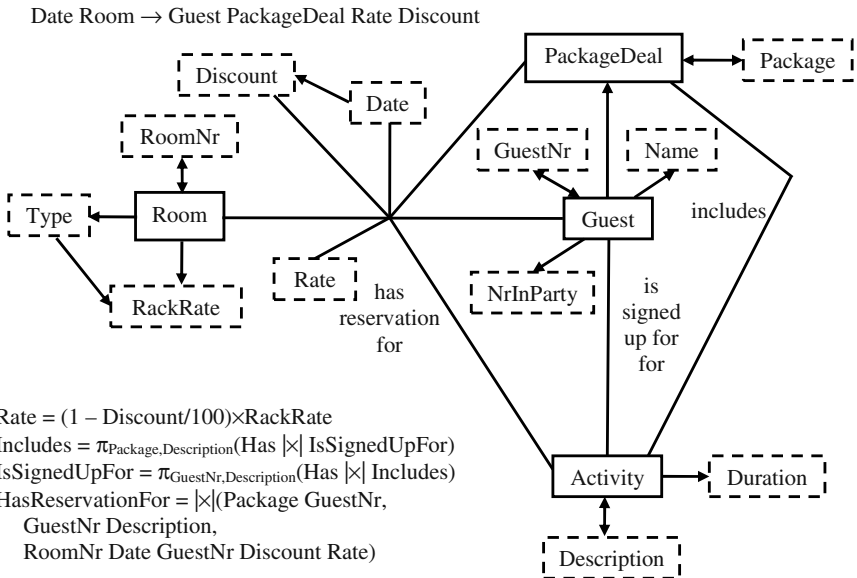 Date Room → Guest PackageDeal Rate Discount
PackageDeal
Package
Discount
Date
RoomNr
GuestNr
Name
Type
Room
Guest
includes
Rate
NrInParty
RackRate
has
reservation
for
is
signed
up for
for
Rate = (1 – Discount/100)×RackRate
Includes = π_Package,Description(Has |×| IsSignedUpFor)
IsSignedUpFor = π_GuestNr,Description(Has |×| Includes)
HasReservationFor = |×|(Package GuestNr,
GuestNr Description,
RoomNr Date GuestNr Discount Rate)
Activity
Duration
Description